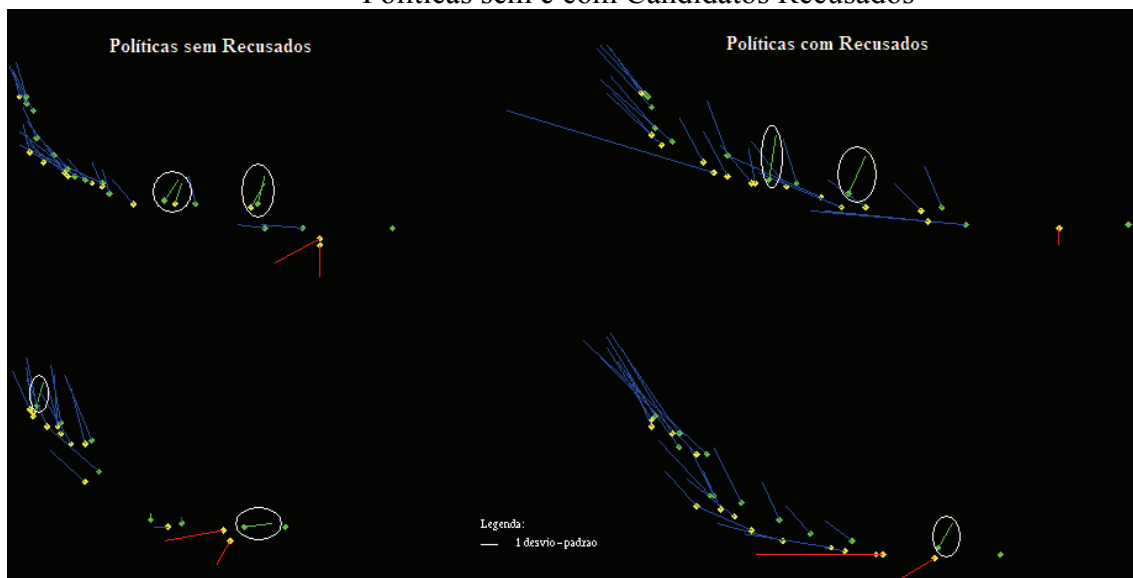 Políticas sem e com Candidatos Recusados
Políticas sem Recusados
Políticas com Recusados
Legenda:
1 desvio-padrao